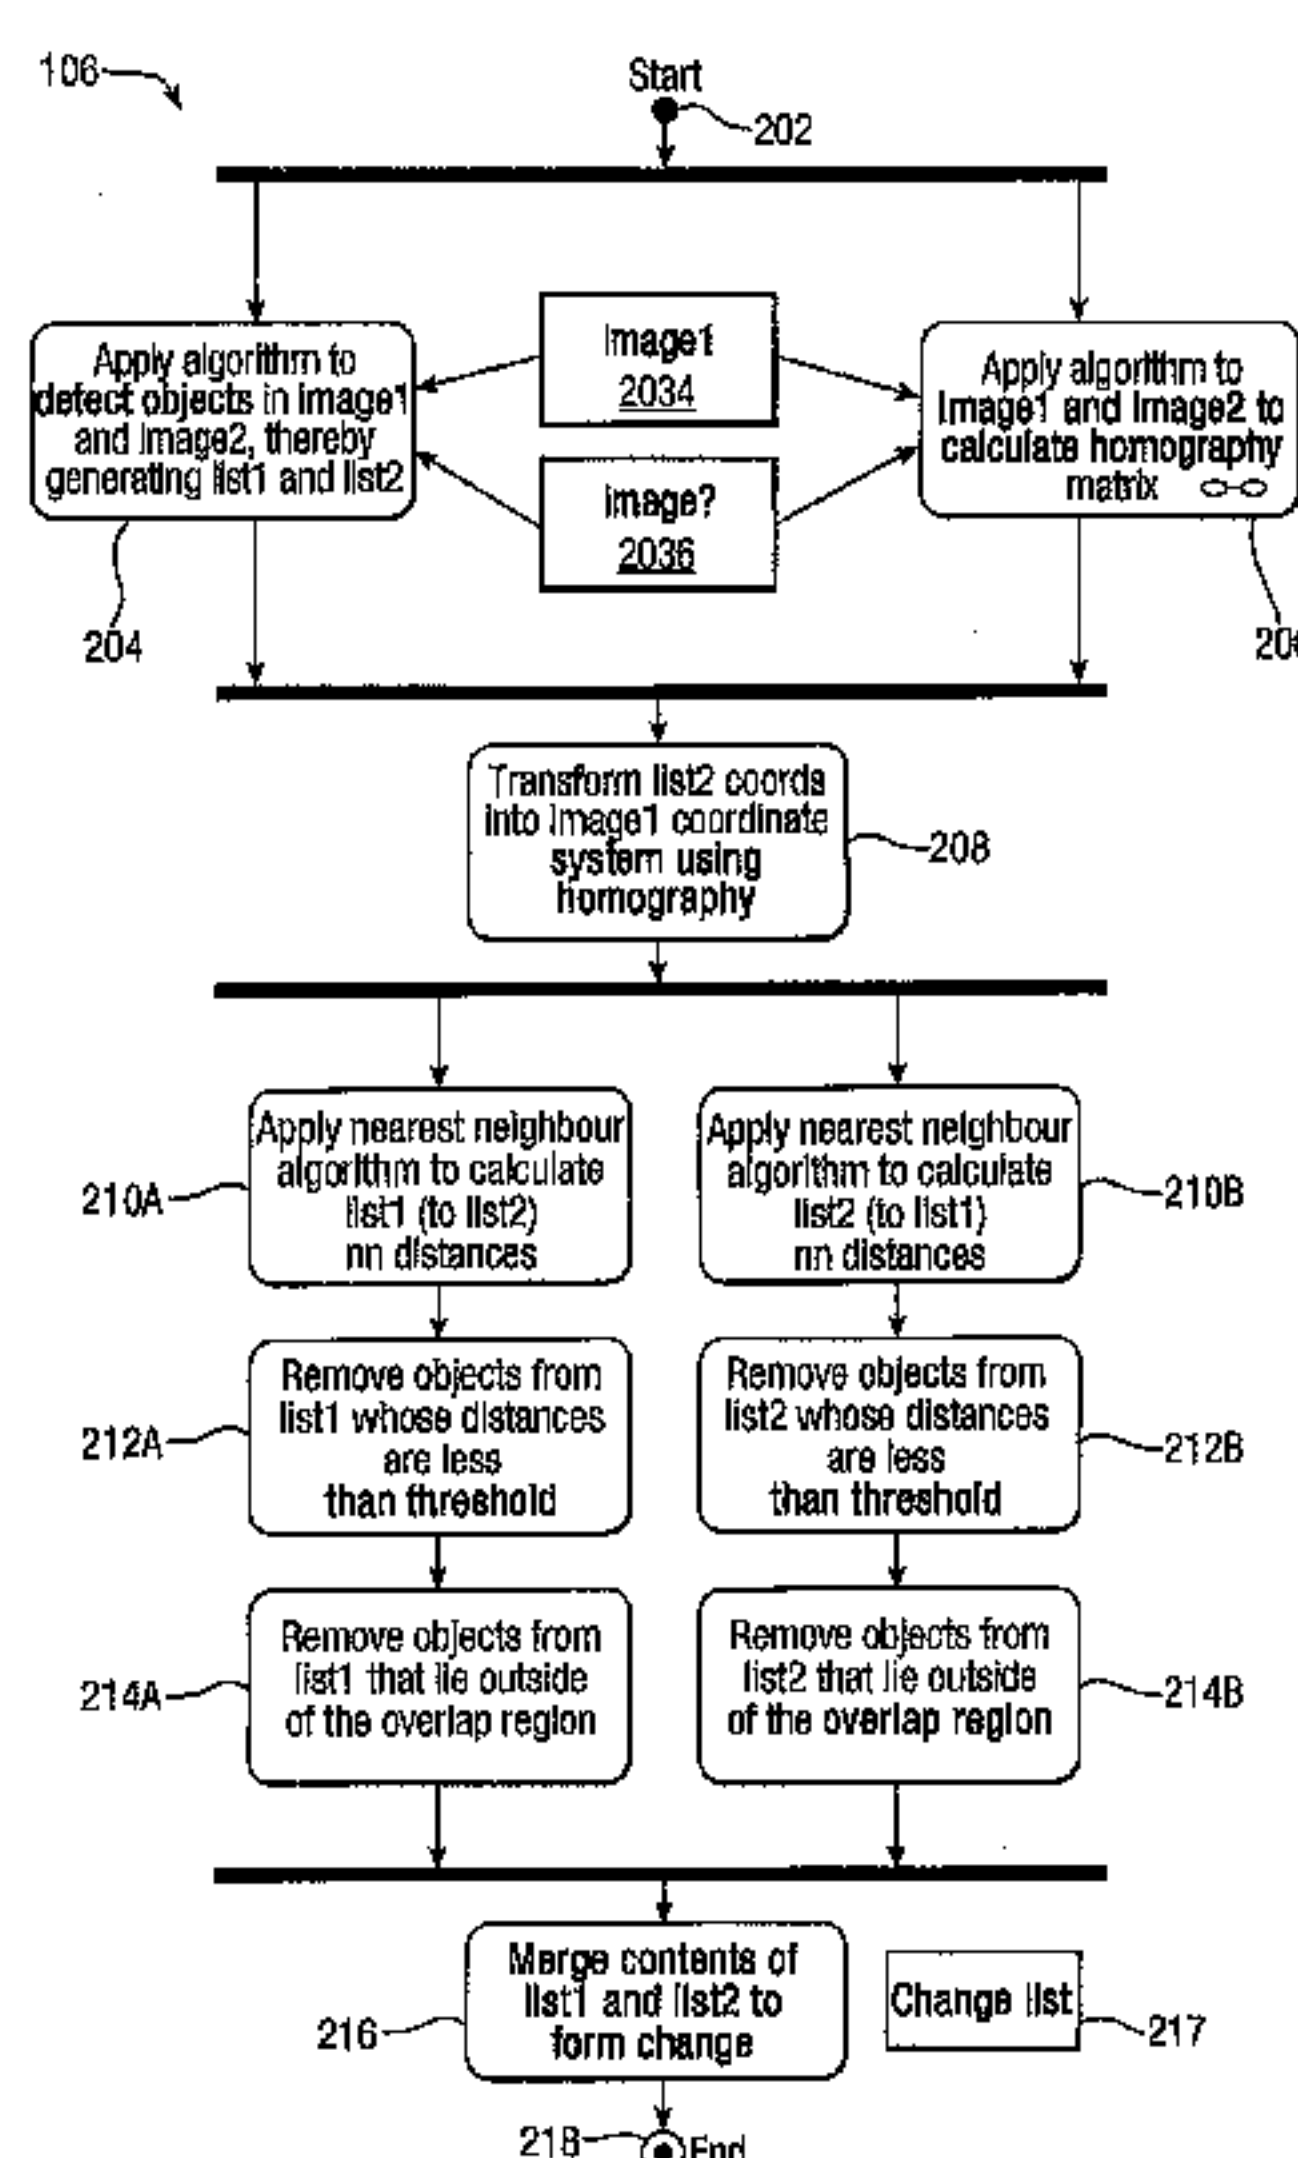 106
Start
202
Apply algorithm to
detect objects in image1
and image2, thereby
generating list1 and list2
204
Image1
2034
Image?
2036
Apply algorithm to
Image1 and Image2 to
calculate homography
matrix
Transform list2 coords
into Image1 coordinate
system using
homography
208
Apply nearest neighbour
algorithm to calculate
list1 (to list2)
nn distances
210A
Apply nearest neighbour
algorithm to calculate
list2 (to list1)
nn distances
210B
Remove objects from
list1 whose distances
are less
than threshold
212A
Remove objects from
list2 whose distances
are less
than threshold
212B
Remove objects from
list1 that lie outside
of the overlap region
214A
Remove objects from
list2 that lie outside
of the overlap region
214B
Merge contents of
list1 and list2 to
form change
216
Change list
217
218
End